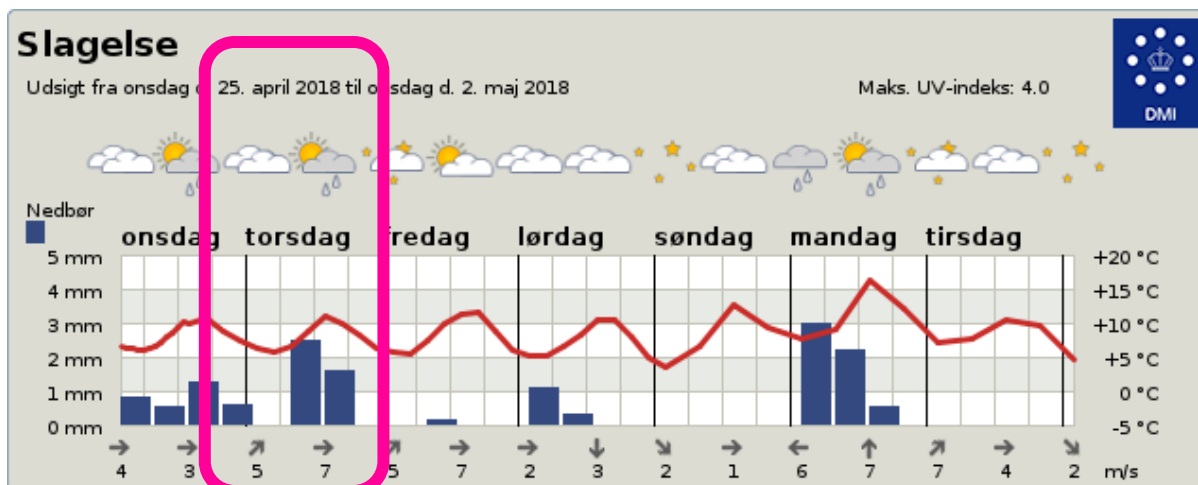 Slagelse
Udsigt fra onsdag d. 25. april 2018 til onsdag d. 2. maj 2018
Maks. UV-indeks: 4.0
DMI
Nedbør
onsdag torsdag fredag lørdag søndag mandag tirsdag
5 mm +20 °C
4 mm +15 °C
3 mm +10 °C
2 mm +5 °C
1 mm 0 °C
0 mm -5 °C
4 3 5 7 5 7 2 3 2 1 6 7 7 4 2 m/s